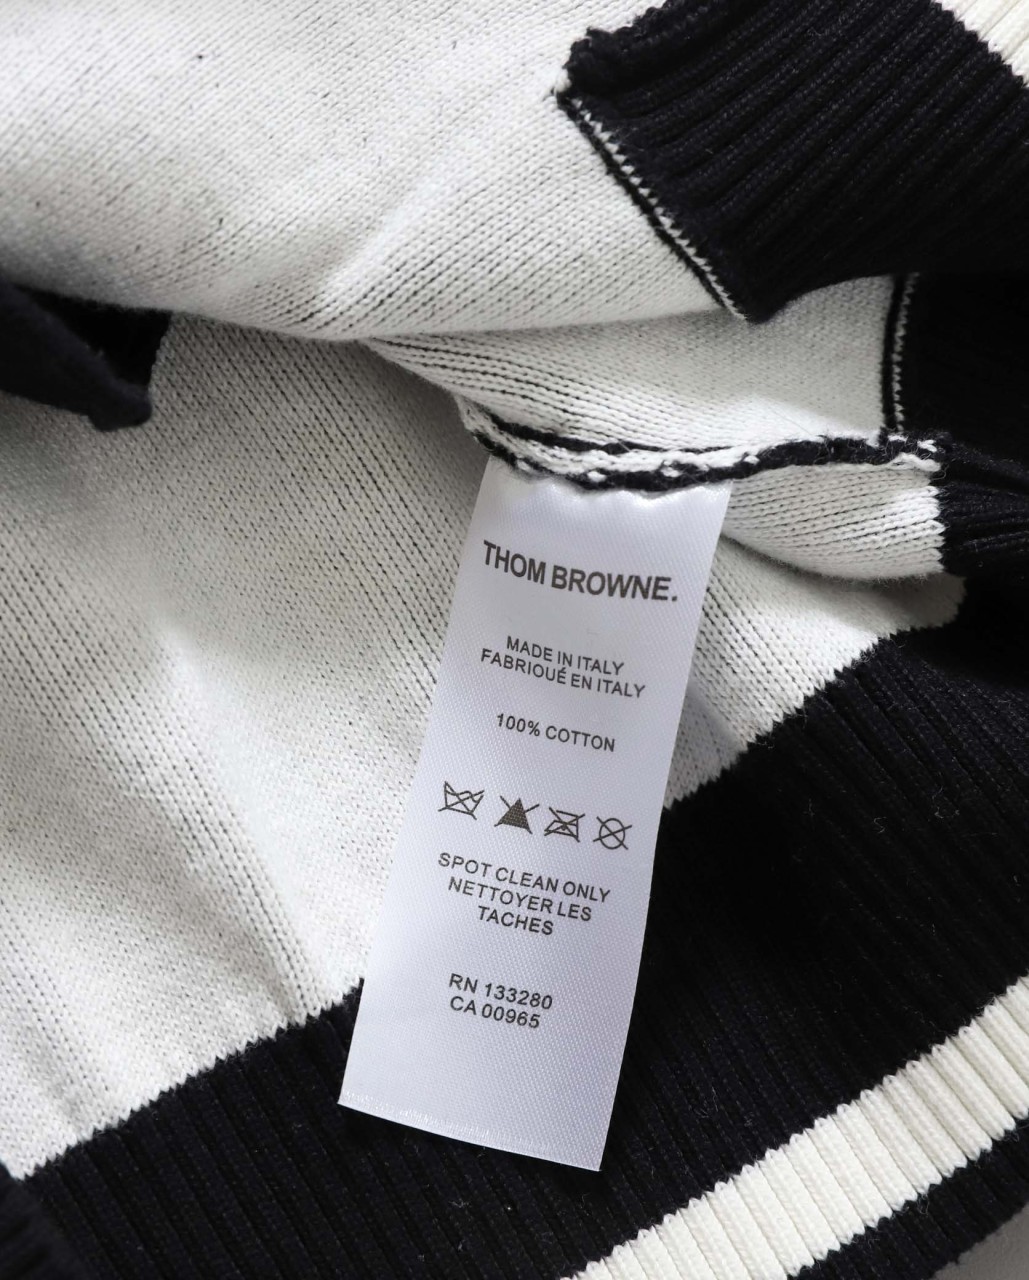 THOM BROWNE.
MADE IN ITALY
FABRIQUÉ EN ITALY
100% COTTON
SPOT CLEAN ONLY
NETTOYER LES
TACHES
RN 133280
CA 00965